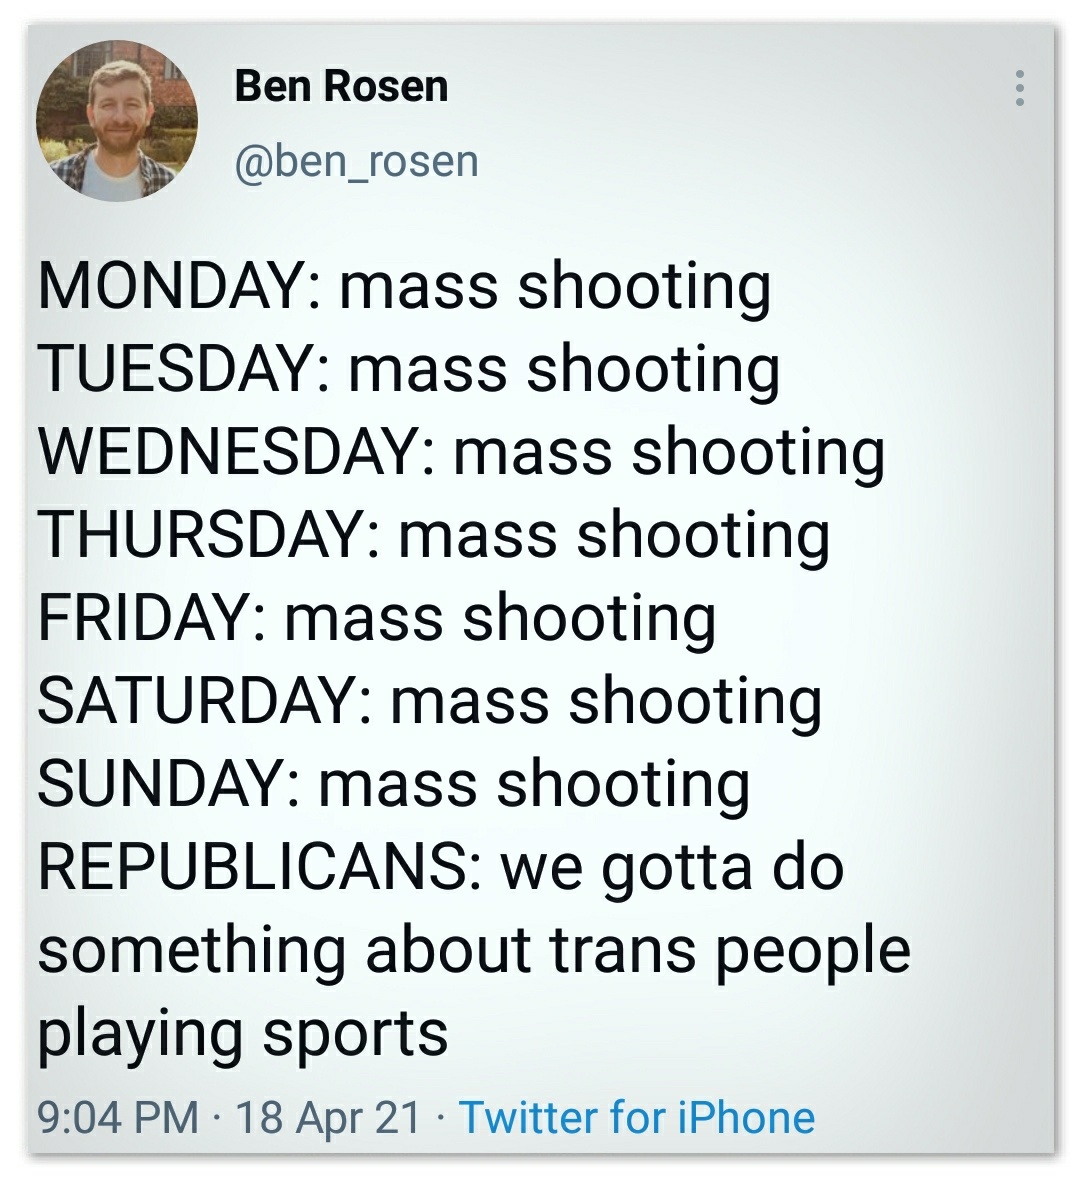 Ben Rosen
@ben_rosen
MONDAY: mass shooting
TUESDAY: mass shooting
WEDNESDAY: mass shooting
THURSDAY: mass shooting
FRIDAY: mass shooting
SATURDAY: mass shooting
SUNDAY: mass shooting
REPUBLICANS: we gotta do
something about trans people
playing sports
9:04 PM · 18 Apr 21 · Twitter for iPhone